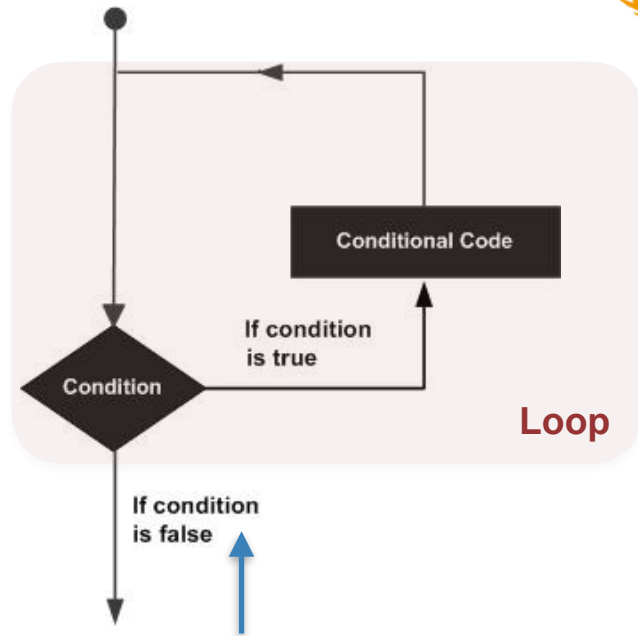 Conditional Code
If condition
is true
Condition
Loop
If condition
is false